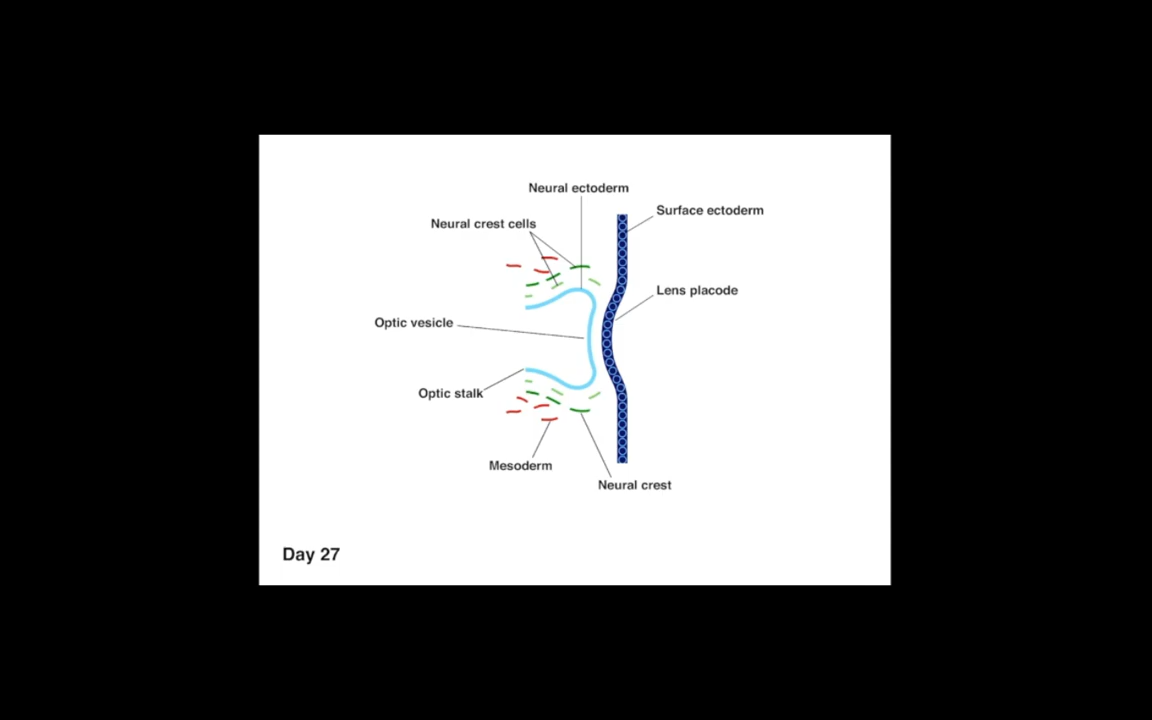 Neural ectoderm
Surface ectoderm
Neural crest cells
Lens placode
Optic vesicle
Optic stalk
Mesoderm
Neural crest
Day 27